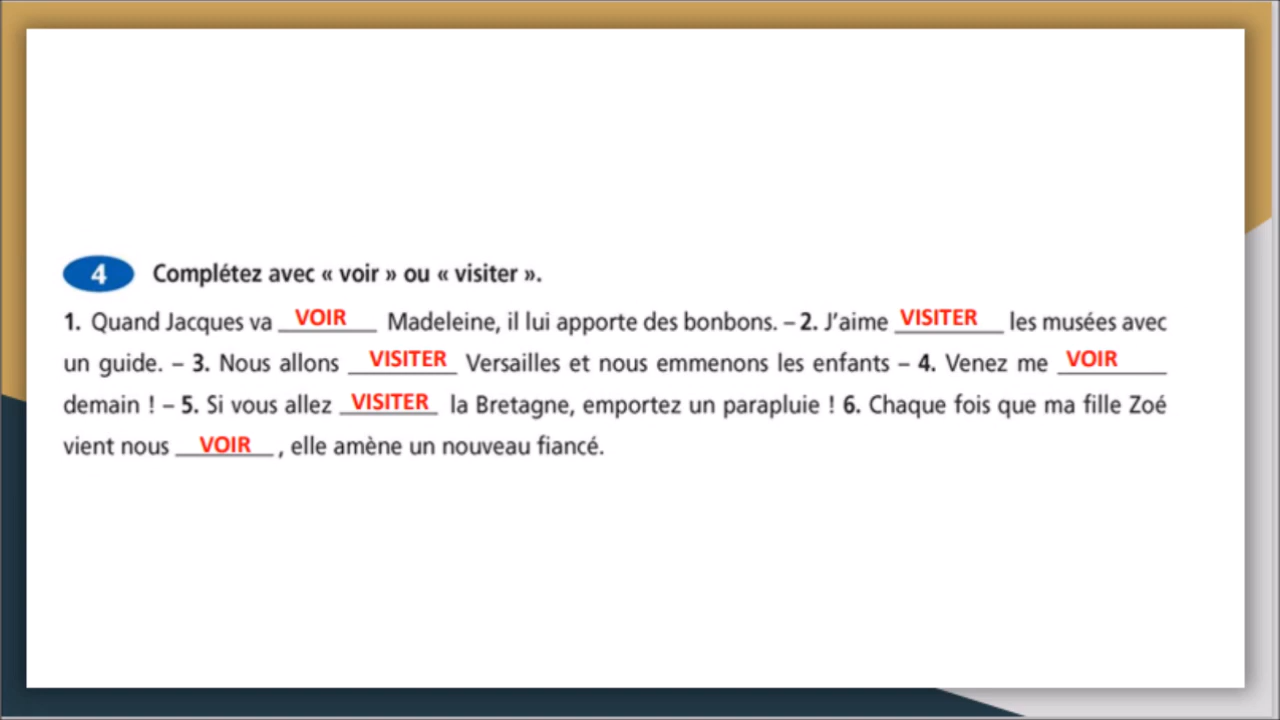 4 Complétez avec « voir » ou « visiter ».
1. Quand Jacques va VOIR Madeleine, il lui apporte des bonbons. – 2. J'aime VISITER les musées avec
un guide. – 3. Nous allons VISITER Versailles et nous emmenons les enfants – 4. Venez me VOIR
demain ! – 5. Si vous allez VISITER la Bretagne, emportez un parapluie ! 6. Chaque fois que ma fille Zoé
vient nous VOIR, elle amène un nouveau fiancé.